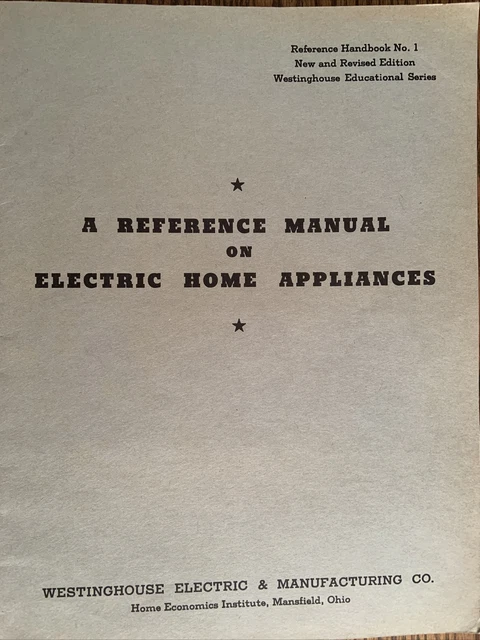 Reference Handbook No. 1
New and Revised Edition
Westinghouse Educational Series
A REFERENCE MANUAL
ON
ELECTRIC HOME APPLIANCES
WESTINGHOUSE ELECTRIC & MANUFACTURING CO.
Home Economics Institute, Mansfield, Ohio